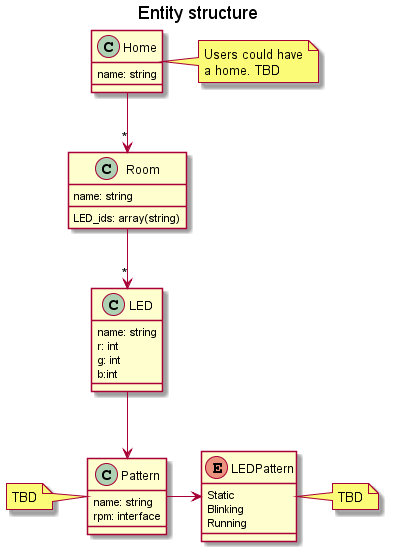 Entity structure
C Home
name: string
Users could have
a home. TBD
*
C Room
name: string
LED_ids: array(string)
*
C LED
name: string
r: int
g: int
b:int
TBD
C Pattern
name: string
rpm: interface
E LEDPattern
Static
Blinking
Running
TBD